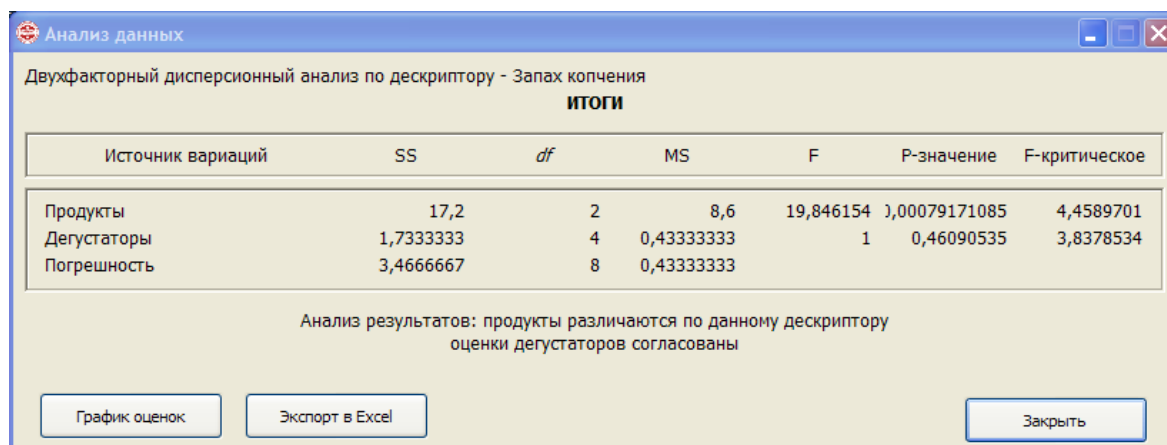 Анализ данных
Двухфакторный дисперсионный анализ по дескриптору - Запах копчения
ИТОГИ
Источник вариаций SS df MS F P-значение F-критическое
Продукты 17,2 2 8,6 19,846154 ,00079171085 4,4589701
Дегустаторы 1,7333333 4 0,43333333 1 0,46090535 3,8378534
Погрешность 3,4666667 8 0,43333333
Анализ результатов: продукты различаются по данному дескриптору
оценки дегустаторов согласованы
График оценок Экспорт в Excel Закрыть